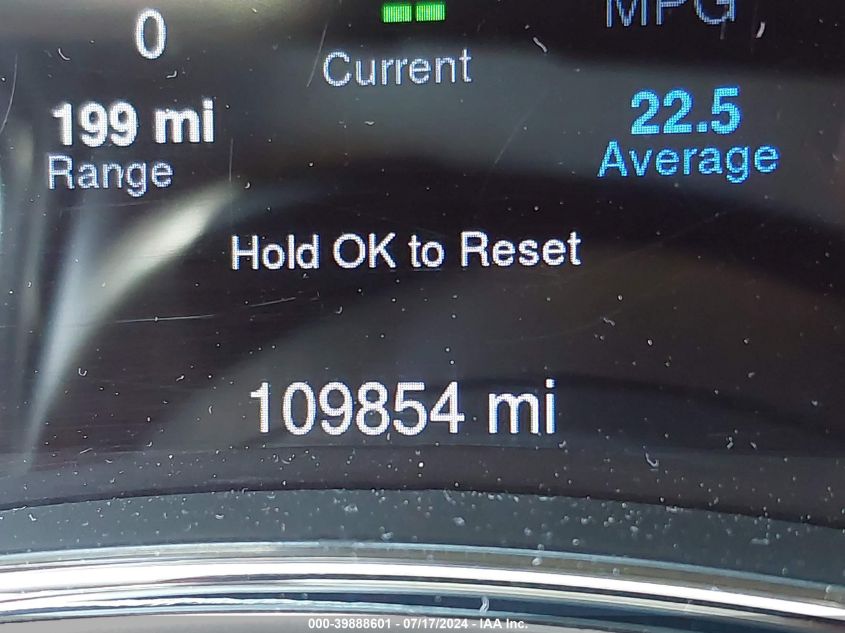 0
MPG
Current
199 mi
22.5
Range
Average
Hold OK to Reset
109854 mi
000-39888601 - 07/17/2024 - IAA Inc.